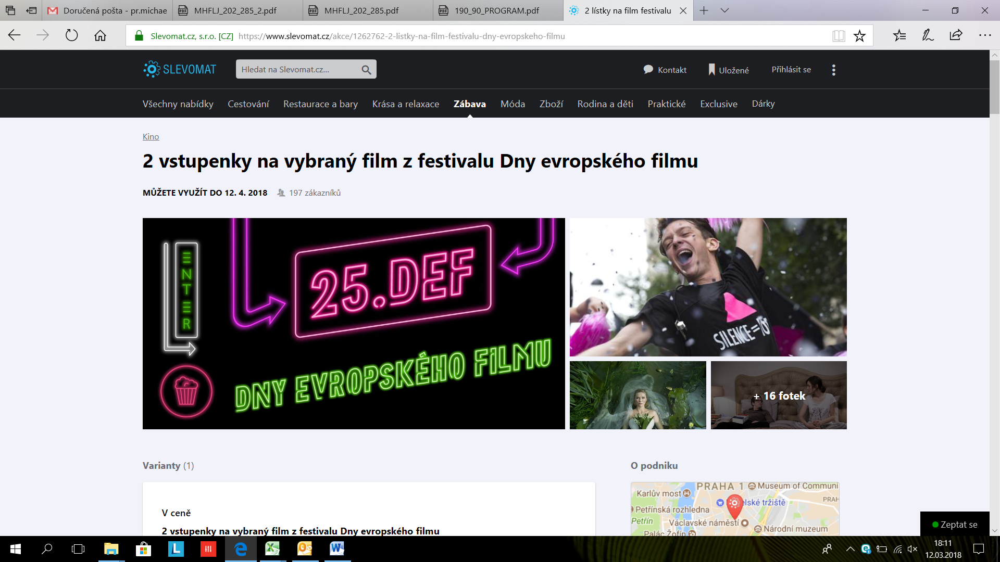 Doručená pošta - pr.michae
MHFLJ_202_285_2.pdf
MHFLJ_202_285.pdf
190_90_PROGRAM.pdf
2 lístky na film festivalu
Slevomat.cz, s.r.o. [CZ] https://www.slevomat.cz/akce/1262762-2-listky-na-film-festivalu-dny-evropskeho-filmu
SLEVOMAT
Hledat na Slevomat.cz...
Kontakt
Uložené
Přihlásit se
Všechny nabídky Cestování Restaurace a bary Krása a relaxace Zábava Móda Zboží Rodina a děti Praktické Exclusive Dárky
Kino
2 vstupenky na vybraný film z festivalu Dny evropského filmu
MŮŽETE VYUŽÍT DO 12. 4. 2018 197 zákazníků
ENTER
25.DEF
DNY EVROPSKÉHO FILMU
SILENCE=
+ 16 fotek
Varianty (1)
O podniku
V ceně
2 vstupenky na vybraný film z festivalu Dny evropského filmu
PRAHA 1
Museum of Communi
Karlův most
elské tržiště
PRAH
Petřínská rozhledna
Petřín
Václavské náměstí
Národní muzeum
Palác Žofín
Zeptat se
18:11
12.03.2018